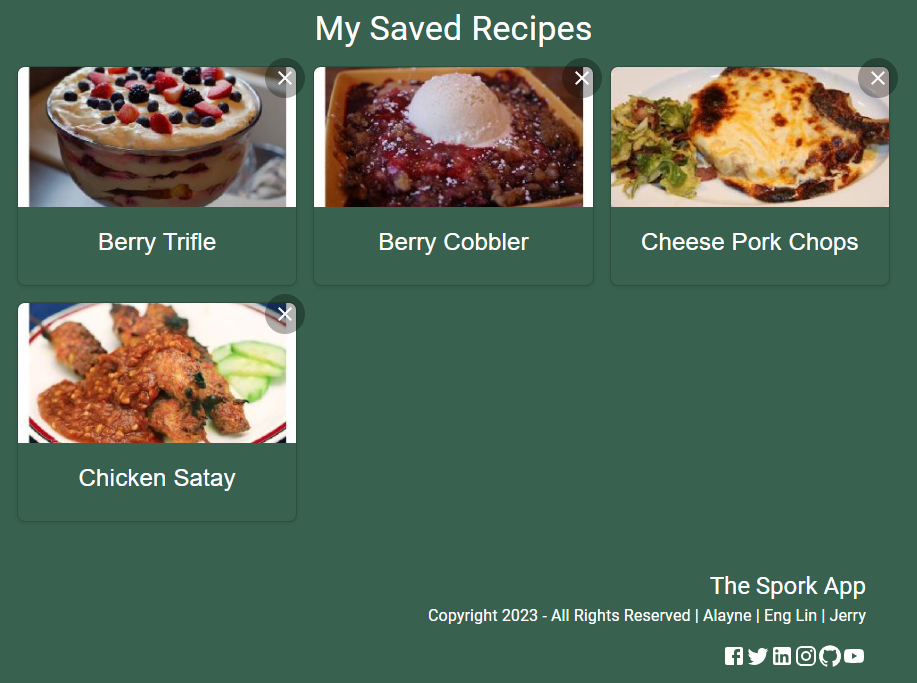 My Saved Recipes
Berry Trifle
Berry Cobbler
Cheese Pork Chops
Chicken Satay
The Spork App
Copyright 2023 - All Rights Reserved | Alayne | Eng Lin | Jerry